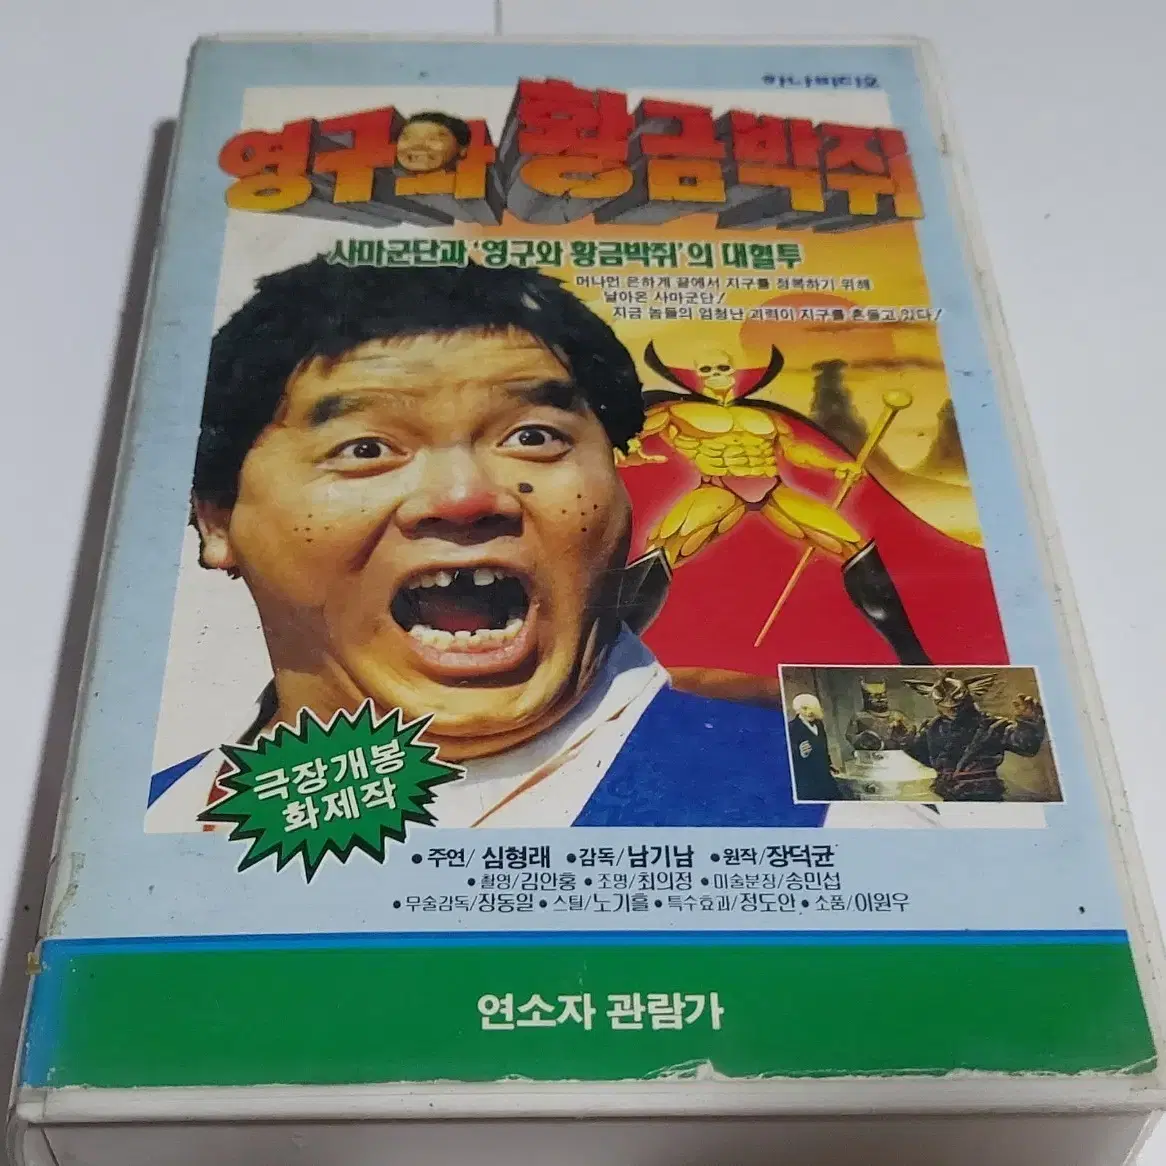 영구와 황금박쥐
사마군단과 '영구와 황금박쥐'의 대혈투
머나먼 은하계 끝에서 지구를 정복하기 위해
날아온 사마군단!
지금 놈들의 엄청난 괴력이 지구를 흔들고 있다!
극장개봉
화제작
•주연/심형래 •감독/남기남 •원작/장덕균
•촬영/김안홍 •조명/최의정 •미술분장/송민섭
•무술감독/장동일 •스틸/노기흘 •특수효과/정도안 •소품/이원우
연소자 관람가